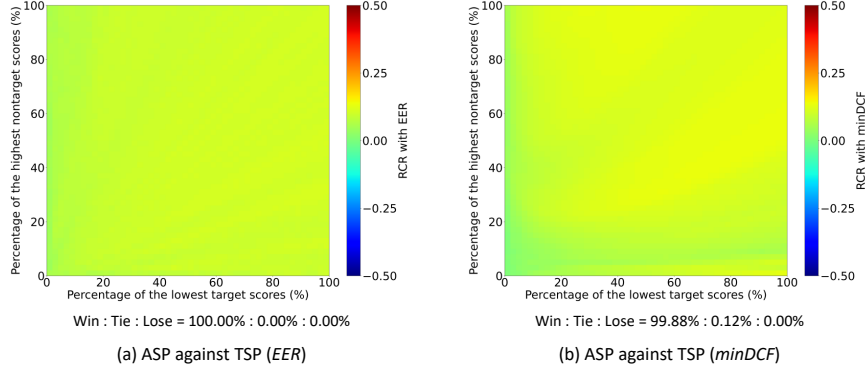 Percentage of the highest nontarget scores (%)
100
80
60
40
20
0
0 20 40 60 80 100
Percentage of the lowest target scores (%)
0.50
0.25
0.00
−0.25
−0.50
RCR with EER
Win : Tie : Lose = 100.00% : 0.00% : 0.00%
(a) ASP against TSP (EER)
Percentage of the highest nontarget scores (%)
100
80
60
40
20
0
0 20 40 60 80 100
Percentage of the lowest target scores (%)
0.50
0.25
0.00
−0.25
−0.50
RCR with minDCF
Win : Tie : Lose = 99.88% : 0.12% : 0.00%
(b) ASP against TSP (minDCF)